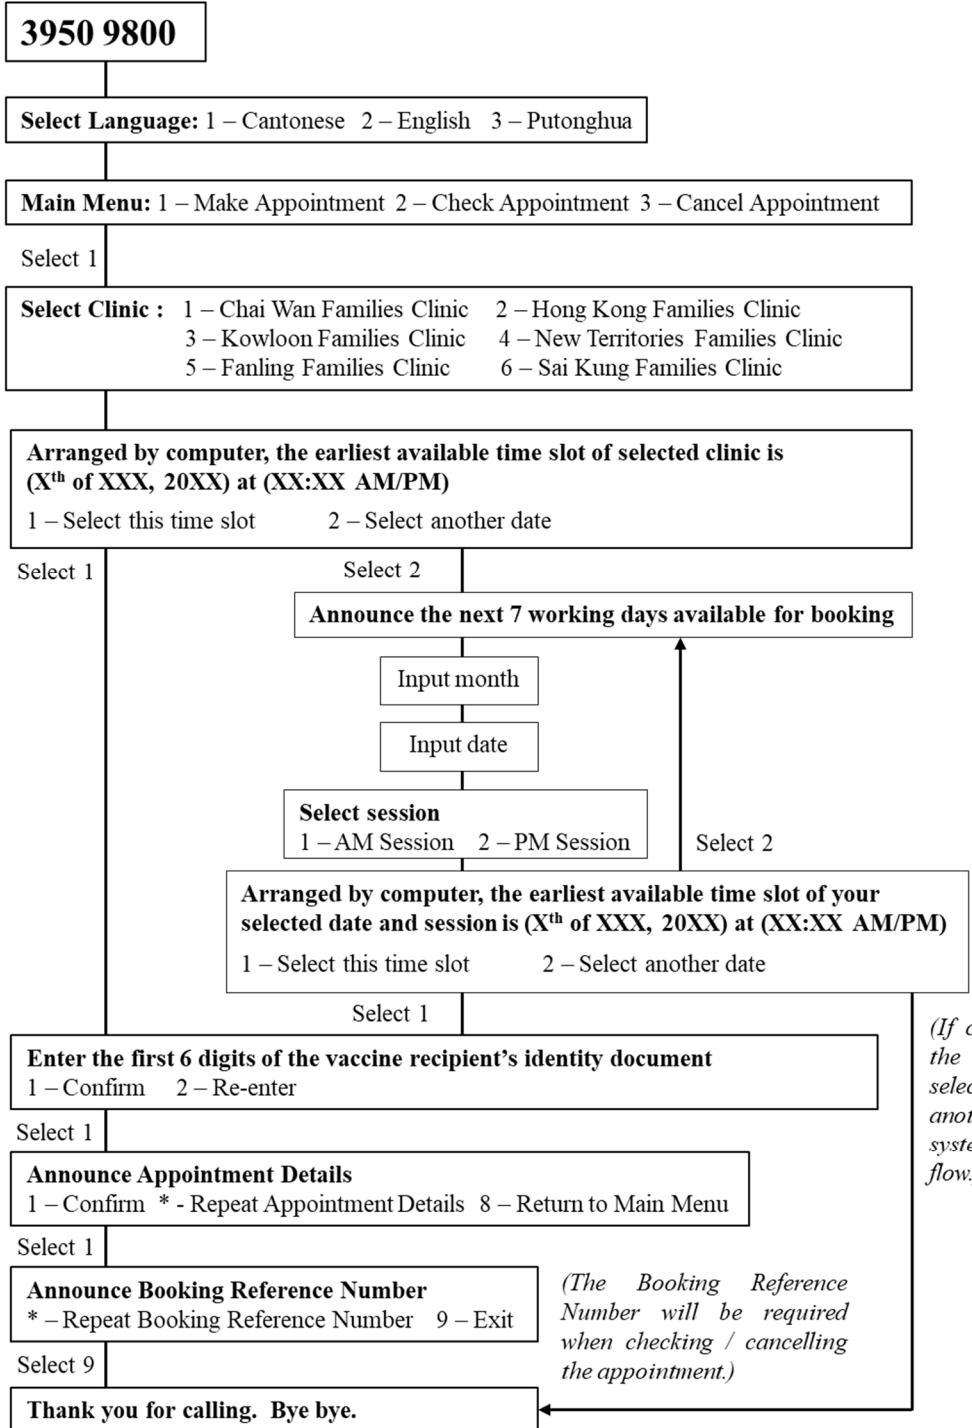 3950 9800
Select Language: 1 – Cantonese 2 – English 3 – Putonghua
Main Menu: 1 – Make Appointment 2 – Check Appointment 3 – Cancel Appointment
Select 1
Select Clinic : 1 – Chai Wan Families Clinic 2 – Hong Kong Families Clinic
3 – Kowloon Families Clinic 4 – New Territories Families Clinic
5 – Fanling Families Clinic 6 – Sai Kung Families Clinic
Arranged by computer, the earliest available time slot of selected clinic is
(Xth of XXX, 20XX) at (XX:XX AM/PM)
1 – Select this time slot 2 – Select another date
Select 1
Select 2
Announce the next 7 working days available for booking
Input month
Input date
Select session
1 – AM Session 2 – PM Session
Select 2
Arranged by computer, the earliest available time slot of your
selected date and session is (Xth of XXX, 20XX) at (XX:XX AM/PM)
1 – Select this time slot 2 – Select another date
Select 1
(If
the
flow.
Enter the first 6 digits of the vaccine recipient's identity document
1 – Confirm 2 – Re-enter
Select 1
Announce Appointment Details
1 – Confirm * - Repeat Appointment Details 8 – Return to Main Menu
Select 1
Announce Booking Reference Number
* – Repeat Booking Reference Number 9 – Exit
(The Booking Reference
Number will be required
when checking / cancelling
the appointment.)
Select 9
Thank you for calling. Bye bye.